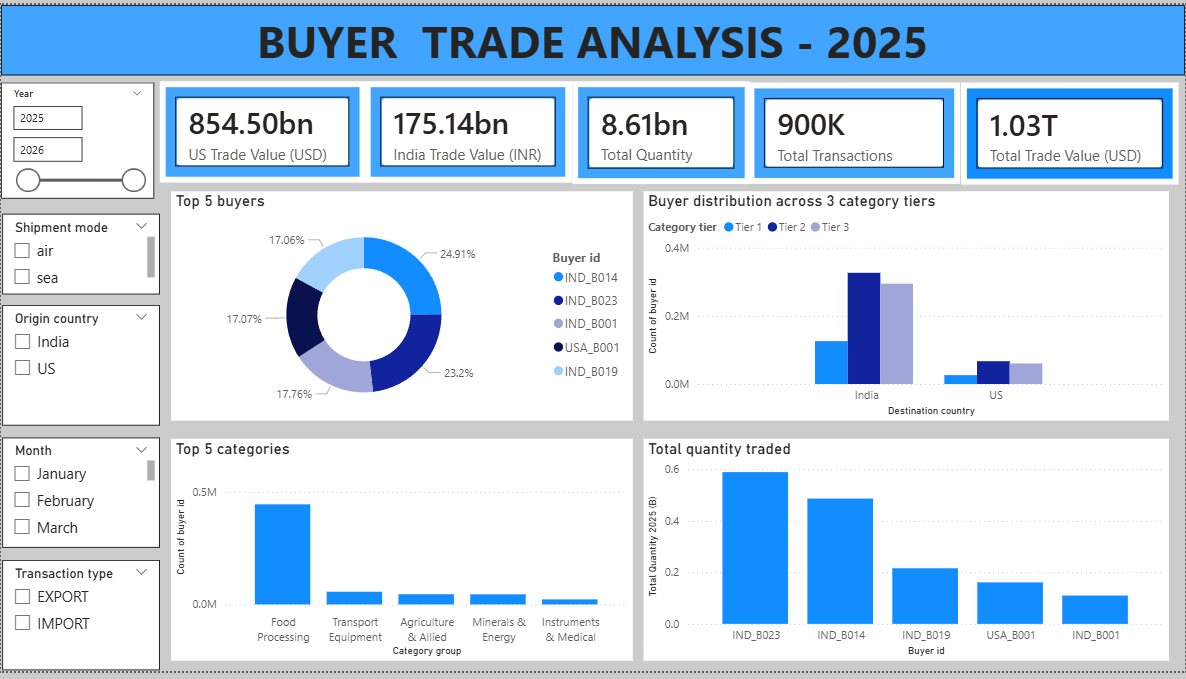 BUYER TRADE ANALYSIS - 2025
Year
2025
2026
854.50bn
US Trade Value (USD)
175.14bn
India Trade Value (INR)
8.61bn
Total Quantity
900K
Total Transactions
1.03T
Total Trade Value (USD)
Shipment mode
air
sea
Origin country
India
US
Month
January
February
March
Transaction type
EXPORT
IMPORT
Top 5 buyers
17.06%
24.91%
17.07%
23.2%
17.76%
Buyer id
IND_B014
IND_B023
IND_B001
USA_B001
IND_B019
Buyer distribution across 3 category tiers
Category tier Tier 1 Tier 2 Tier 3
Count of buyer id
0.4M
0.2M
0.0M
India
US
Destination country
Top 5 categories
Count of buyer id
0.5M
0.0M
Food
Processing
Transport
Equipment
Agriculture
& Allied
Minerals &
Energy
Instruments
& Medical
Category group
Total quantity traded
Total Quantity 2025 (B)
0.6
0.4
0.2
0.0
IND_B023
IND_B014
IND_B019
USA_B001
IND_B001
Buyer id